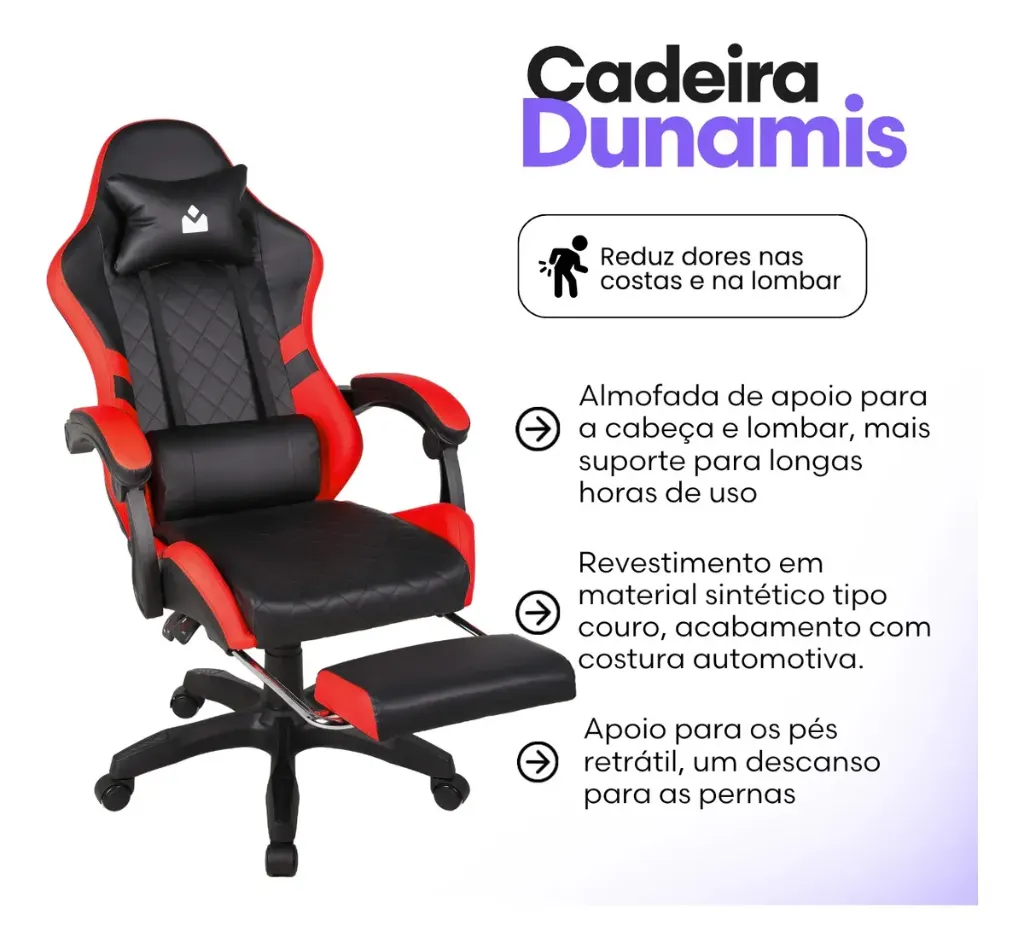 Cadeira
Dunamis
Reduz dores nas
costas e na lombar
Almofada de apoio para
a cabeça e lombar, mais
suporte para longas
horas de uso
Revestimento em
material sintético tipo
couro, acabamento com
costura automotiva.
Apoio para os pés
retrátil, um descanso
para as pernas